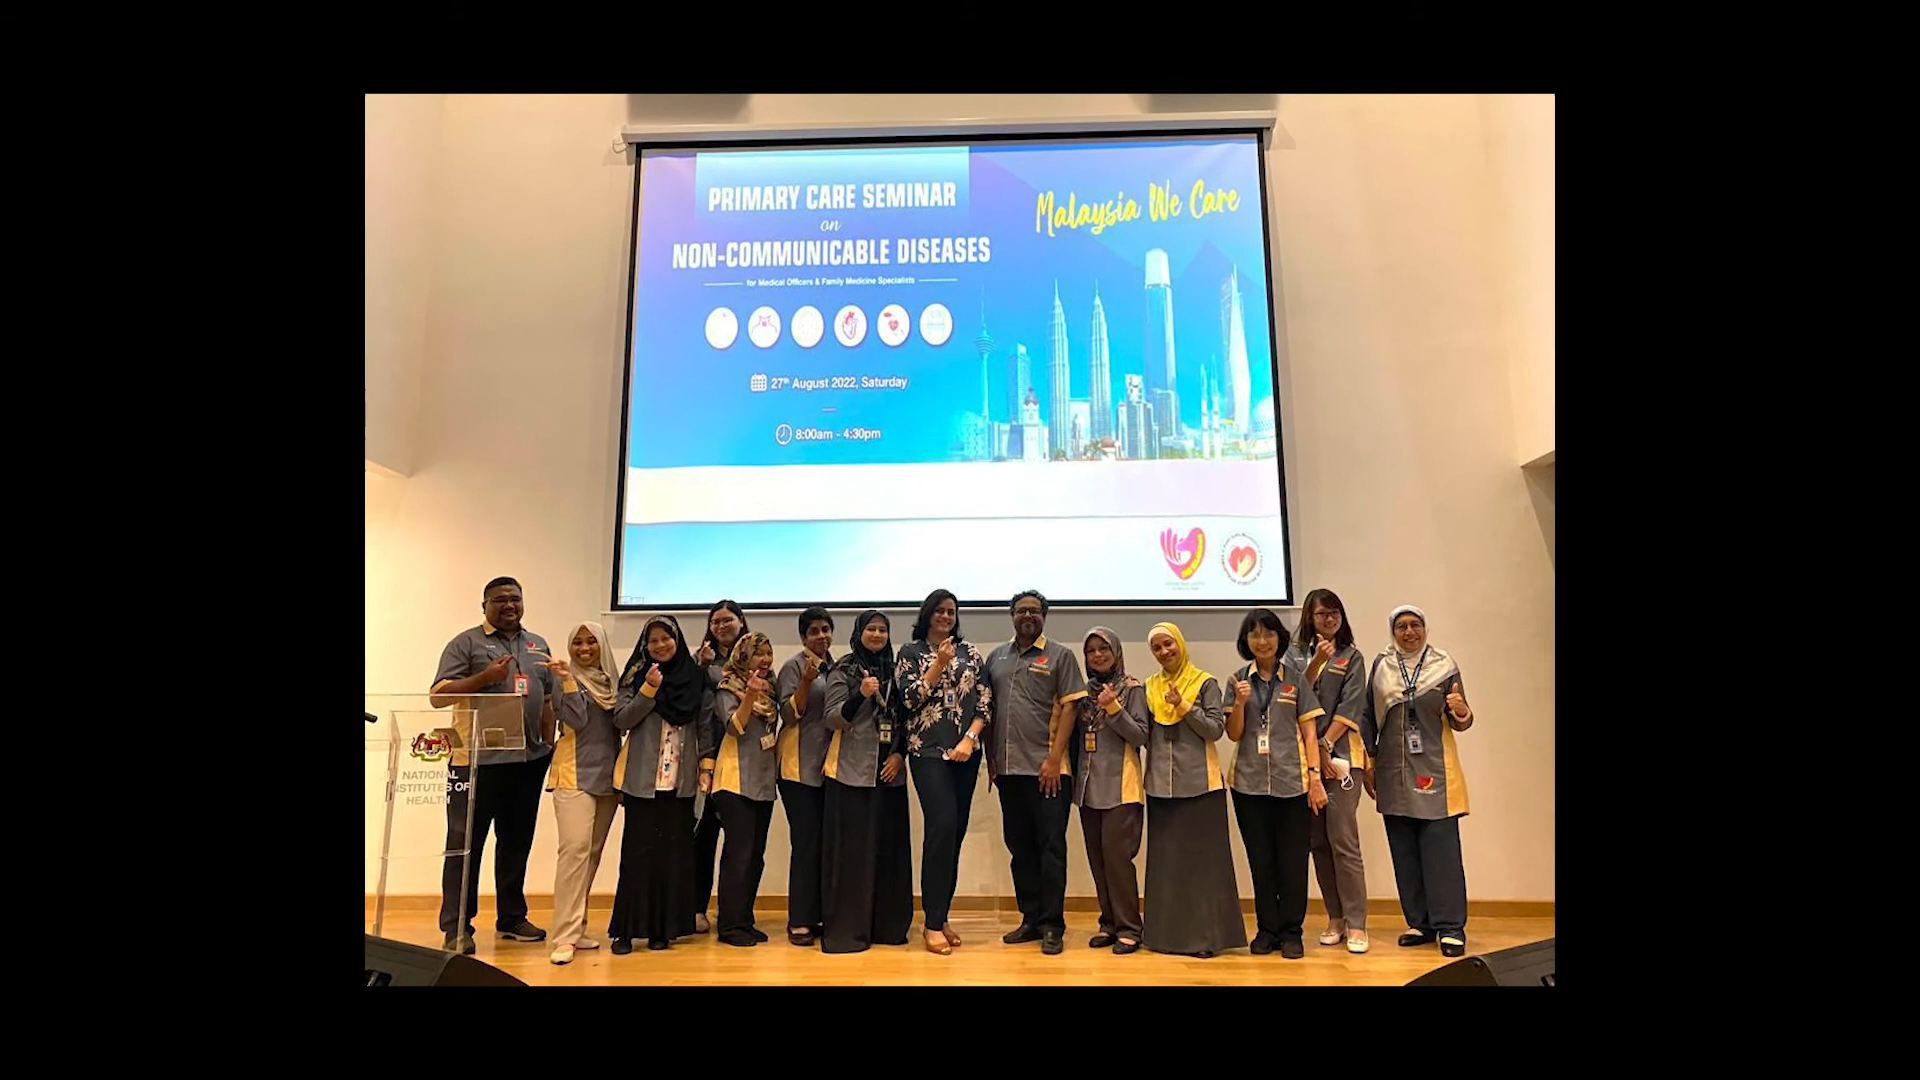 PRIMARY CARE SEMINAR
on
NON-COMMUNICABLE DISEASES
for Medical Officers & Family Medicine Specialists
27th August 2022, Saturday
8:00am - 4:30pm
Malaysia We Care
NATIONAL
INSTITUTES OF
HEALTH